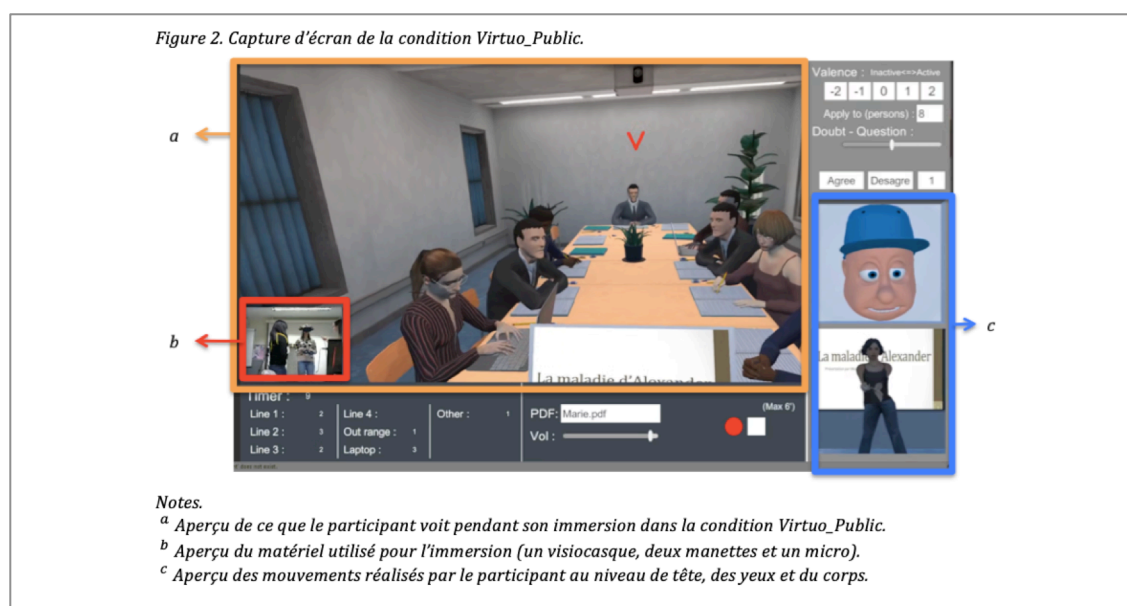 Figure 2. Capture d'écran de la condition Virtuo_Public.
a
b
c
Valence : Inactive<=>Active
-2 -1 0 1 2
Apply to (persons) : 8
Doubt - Question :
Agree Desagre 1
La maladie d'Alexander
La maladie d'Alexander
Timer : 9
Line 1 : 2 Line 4 : Other : 1
Line 2 : 3 Out range : 1
Line 3 : 2 Laptop : 3
PDF: Marie.pdf (Max 6')
Vol :
does not exist.
Notes.
a Aperçu de ce que le participant voit pendant son immersion dans la condition Virtuo_Public.
b Aperçu du matériel utilisé pour l'immersion (un visiocasque, deux manettes et un micro).
c Aperçu des mouvements réalisés par le participant au niveau de tête, des yeux et du corps.